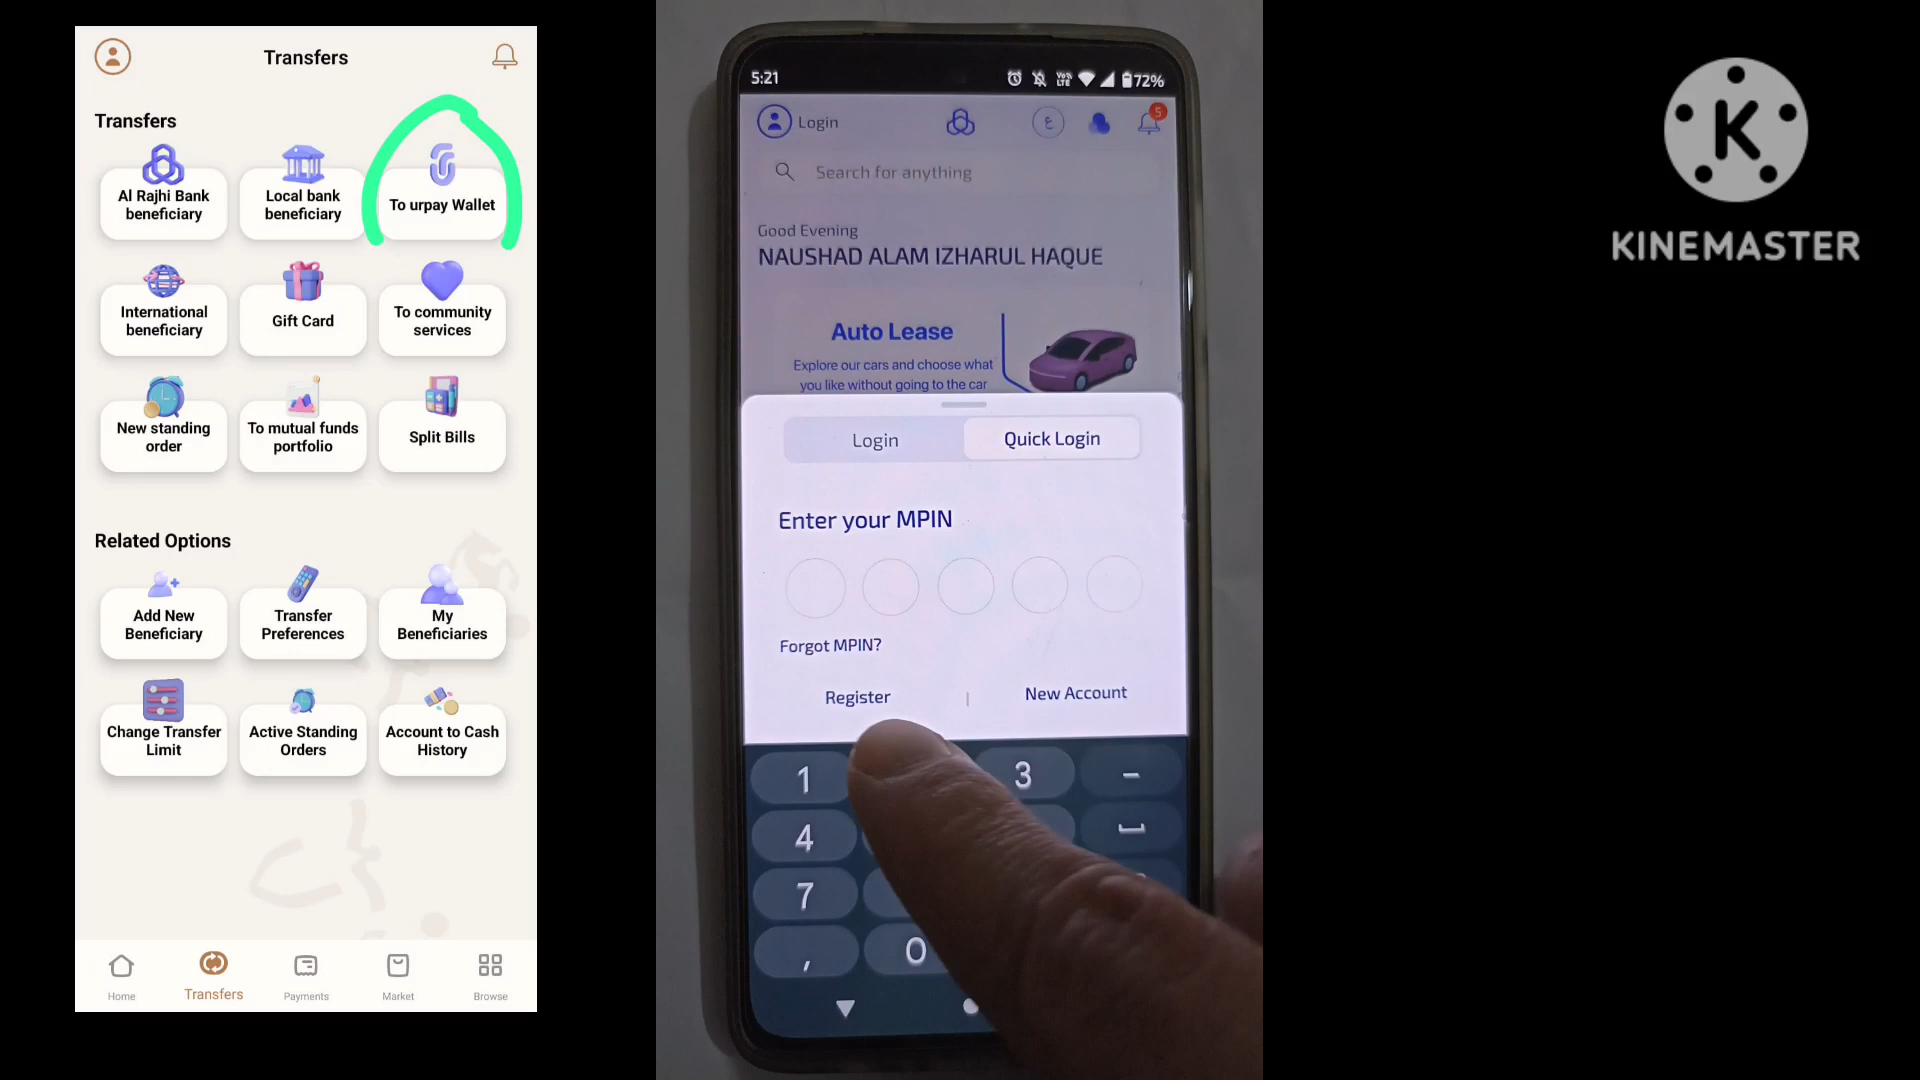 Transfers
Transfers
Al Rajhi Bank
beneficiary
Local bank
beneficiary
To urpay Wallet
International
beneficiary
Gift Card
To community
services
New standing
order
To mutual funds
portfolio
Split Bills
Related Options
Add New
Beneficiary
Transfer
Preferences
My
Beneficiaries
Change Transfer
Limit
Active Standing
Orders
Account to Cash
History
Home
Transfers
Payments
Market
Browse
5:21
Vo))
LTE
72%
Login
ع
5
Search for anything
Good Evening
NAUSHAD ALAM IZHARUL HAQUE
Auto Lease
Explore our cars and choose what
you like without going to the car
Login
Quick Login
Enter your MPIN
Forgot MPIN?
Register
|
New Account
1
3
-
4
7
,
0
K
KINEMASTER